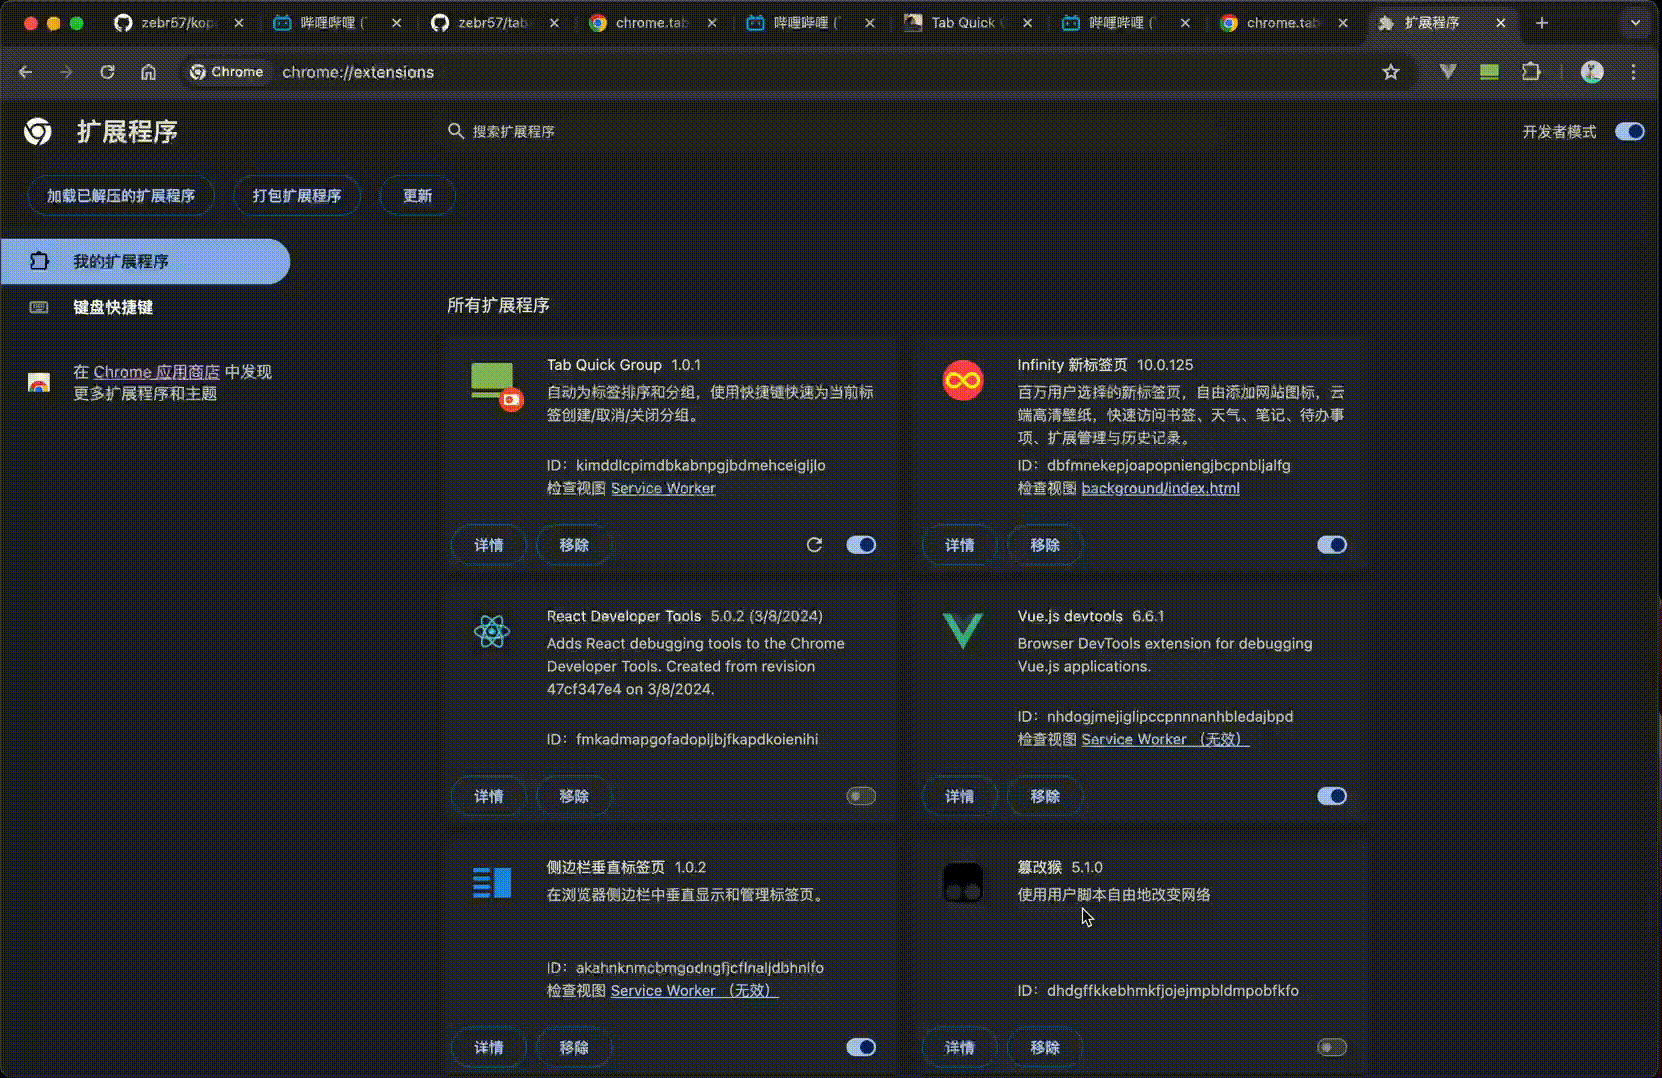 zebr57/kop
哔哩哔哩 (
zebr57/tab
chrome.tab
哔哩哔哩 (
Tab Quick
哔哩哔哩 (
chrome.tab
扩展程序
Chrome
chrome://extensions
扩展程序
搜索扩展程序
开发者模式
加载已解压的扩展程序
打包扩展程序
更新
我的扩展程序
键盘快捷键
在 Chrome 应用商店 中发现
更多扩展程序和主题
所有扩展程序
Tab Quick Group 1.0.1
自动为标签排序和分组，使用快捷键快速为当前标
签创建/取消/关闭分组。
ID：kimddlcpimdbkabnpgjbdmehceigljlo
检查视图 Service Worker
详情
移除
Infinity 新标签页 10.0.125
百万用户选择的新标签页，自由添加网站图标，云
端高清壁纸，快速访问书签、天气、笔记、待办事
项、扩展管理与历史记录。
ID：dbfmnekepjoapopniengjbcpnbljalfg
检查视图 background/index.html
详情
移除
React Developer Tools 5.0.2 (3/8/2024)
Adds React debugging tools to the Chrome
Developer Tools. Created from revision
47cf347e4 on 3/8/2024.
ID：fmkadmapgofadopljbjfkapdkoienihi
详情
移除
Vue.js devtools 6.6.1
Browser DevTools extension for debugging
Vue.js applications.
ID：nhdogjmejiglipccpnnnanhbledajbpd
检查视图 Service Worker （无效）
详情
移除
侧边栏垂直标签页 1.0.2
在浏览器侧边栏中垂直显示和管理标签页。
ID：akahnknmcbmgodngfjcflnaljdbhnlfo
检查视图 Service Worker （无效）
详情
移除
篡改猴 5.1.0
使用用户脚本自由地改变网络
ID：dhdgffkkebhmkfjojejmpbldmpobfkfo
详情
移除